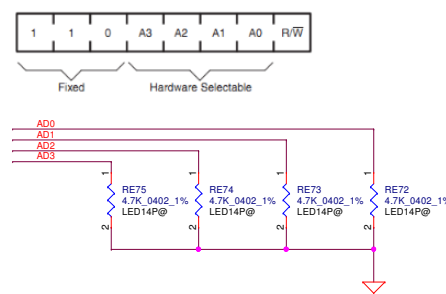 1 1 0 A3 A2 A1 A0 R/W̅
Fixed Hardware Selectable
AD0
AD1
AD2
AD3
1 1 1 1
RE75 RE74 RE73 RE72
4.7K_0402_1% 4.7K_0402_1% 4.7K_0402_1% 4.7K_0402_1%
LED14P@ LED14P@ LED14P@ LED14P@
2 2 2 2